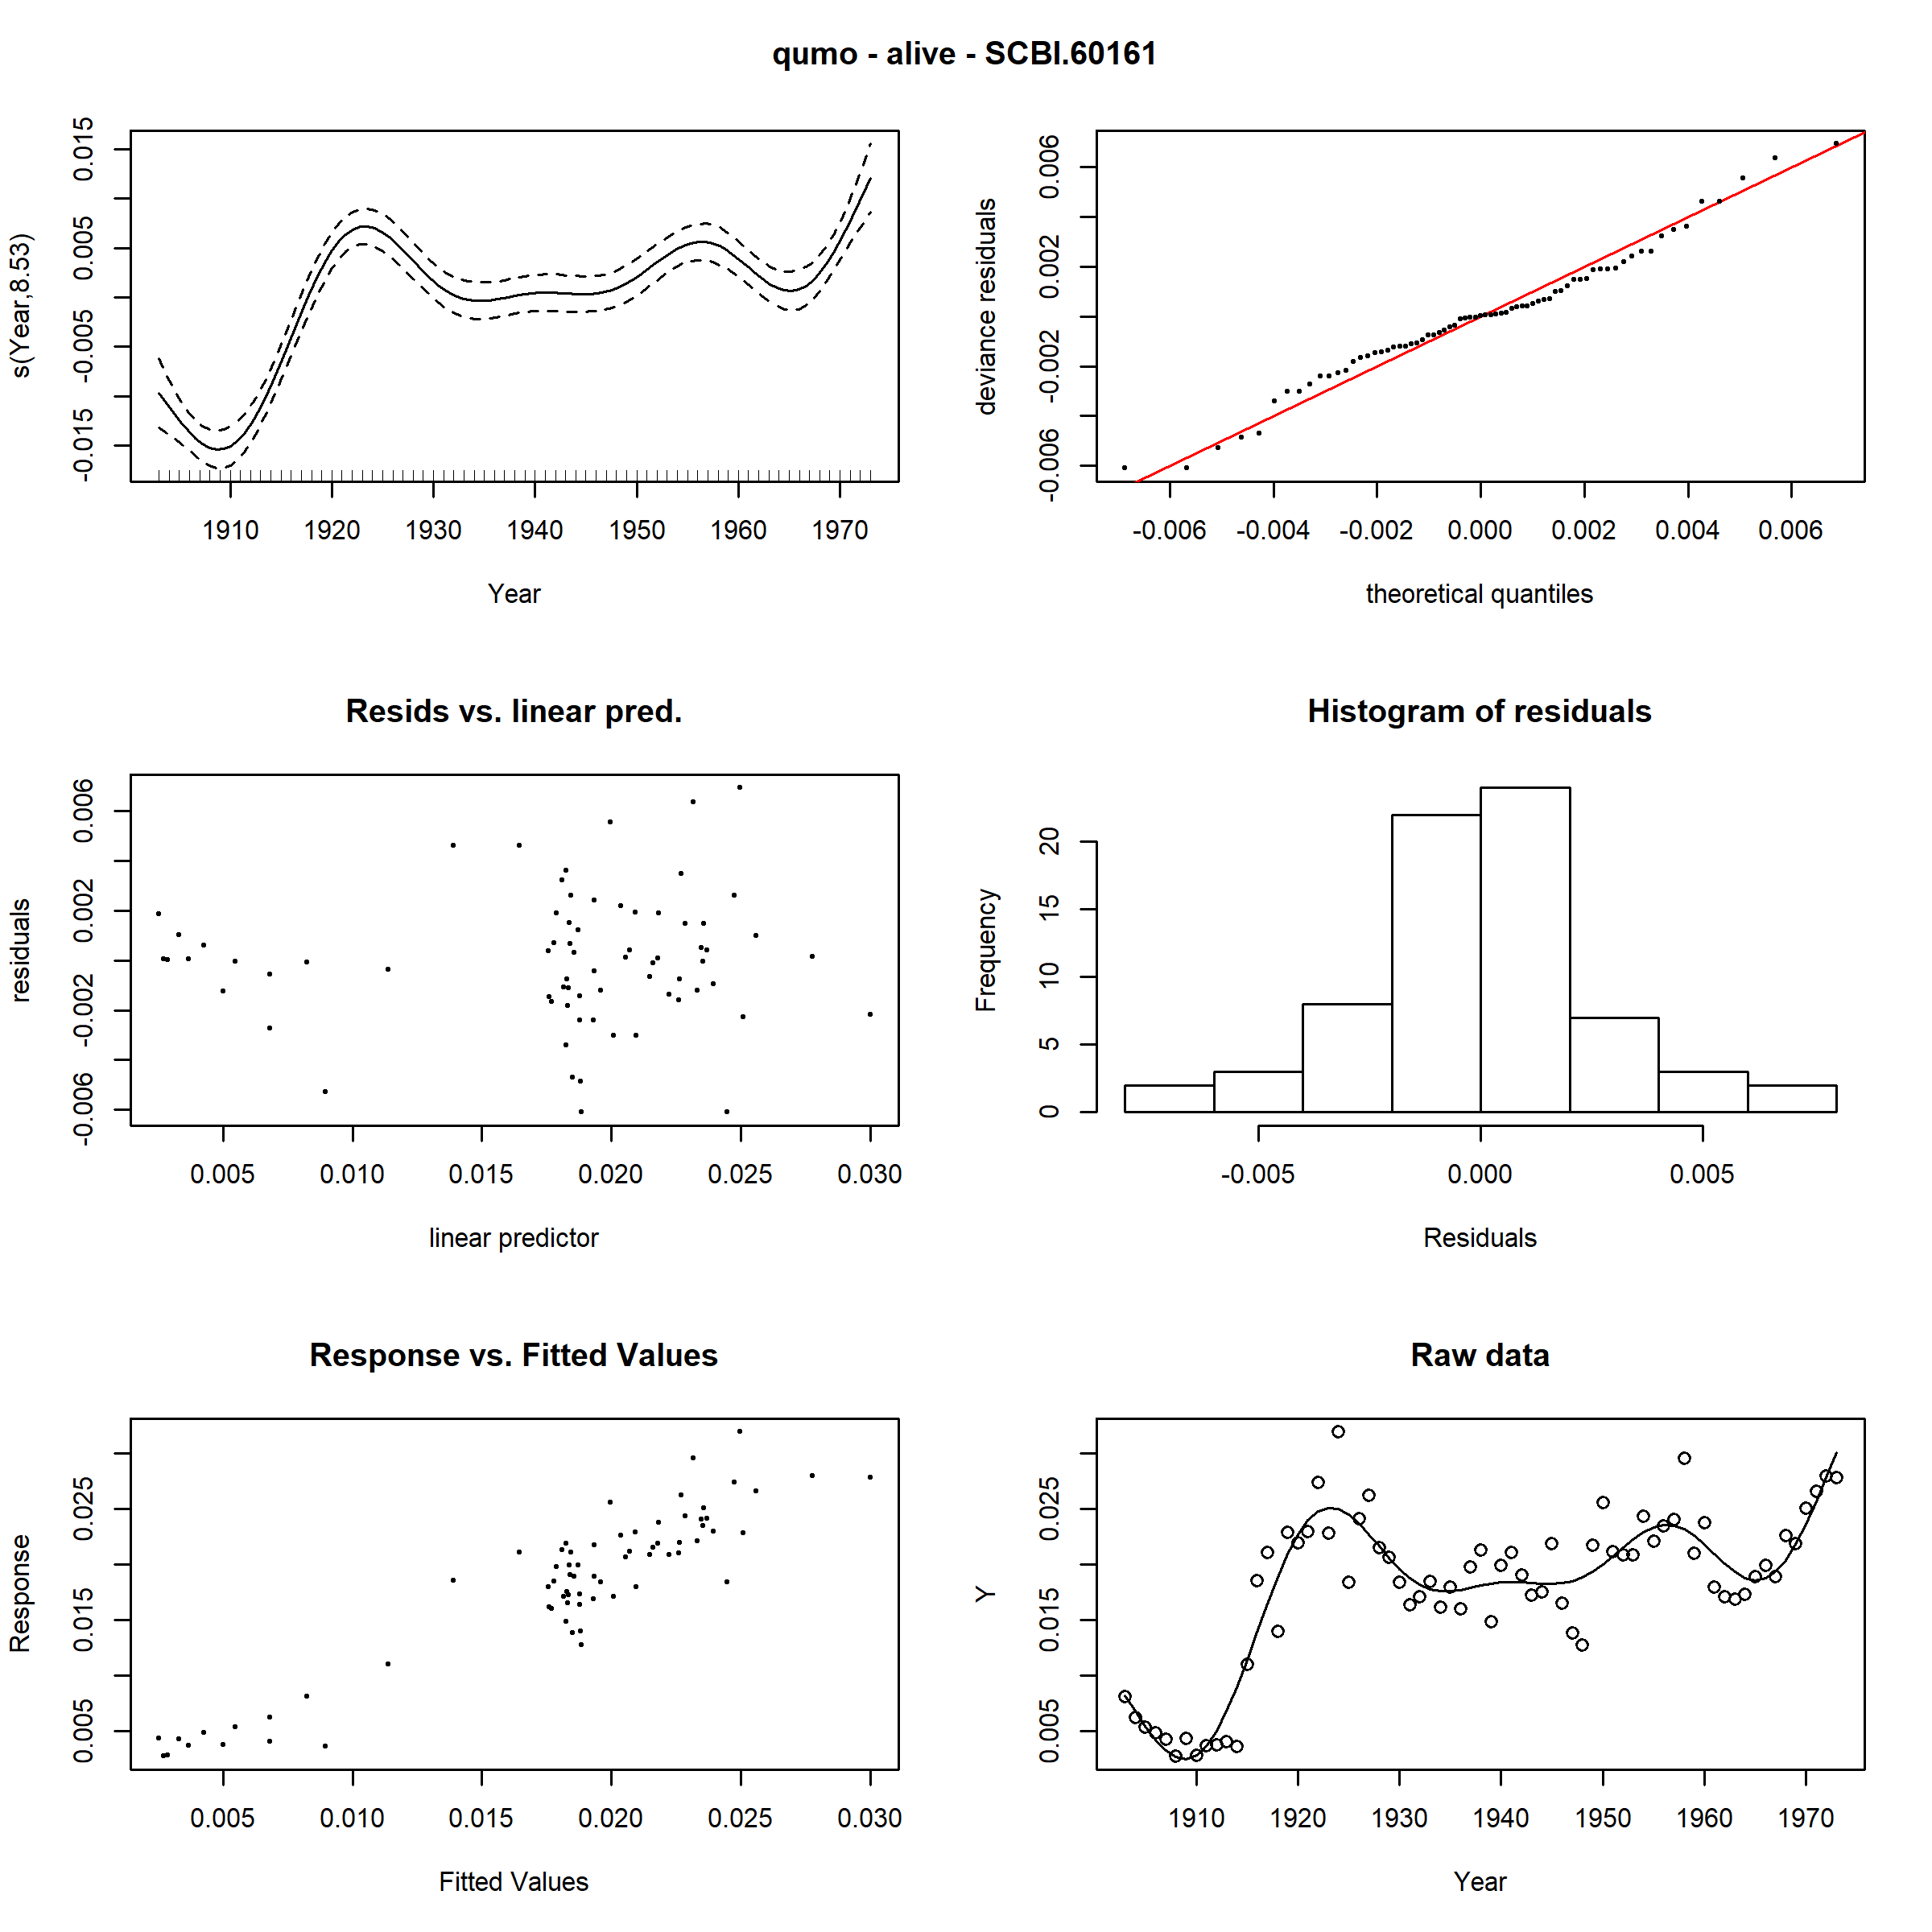 qumo - alive - SCBI.60161
s(Year,8.53)
-0.015 -0.005 0.005 0.015
1910 1920 1930 1940 1950 1960 1970
Year
deviance residuals
-0.006 -0.002 0.002 0.006
-0.006 -0.004 -0.002 0.000 0.002 0.004 0.006
theoretical quantiles
Resids vs. linear pred.
residuals
-0.006 -0.002 0.002 0.006
0.005 0.010 0.015 0.020 0.025 0.030
linear predictor
Histogram of residuals
Frequency
0 5 10 15 20
-0.005 0.000 0.005
Residuals
Response vs. Fitted Values
Response
0.005 0.015 0.025
0.005 0.010 0.015 0.020 0.025 0.030
Fitted Values
Raw data
Y
0.005 0.015 0.025
1910 1920 1930 1940 1950 1960 1970
Year